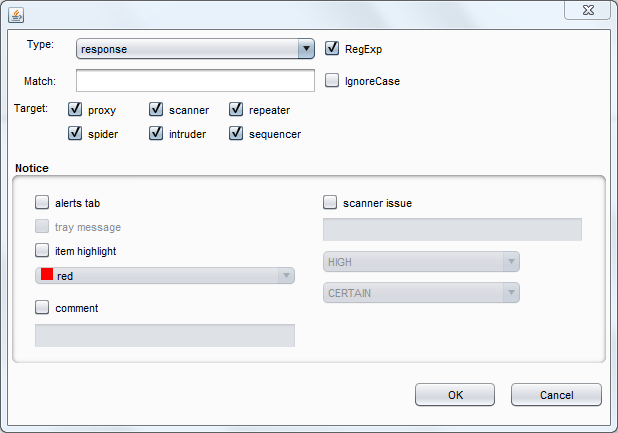 Type: response RegExp
Match: IgnoreCase
Target: proxy scanner repeater
spider intruder sequencer
Notice
alerts tab scanner issue
tray message
item highlight
HIGH
red
CERTAIN
comment
OK Cancel